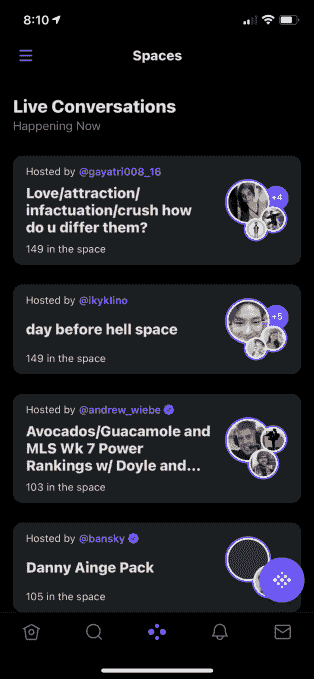 8:10
Spaces
Live Conversations
Happening Now
Hosted by @gayatri008_16
Love/attraction/
infactuation/crush how
do u differ them?
+4
149 in the space
Hosted by @ikyklino
day before hell space
+5
149 in the space
Hosted by @andrew_wiebe
Avocados/Guacamole and
MLS Wk 7 Power
Rankings w/ Doyle and...
103 in the space
Hosted by @bansky
Danny Ainge Pack
105 in the space